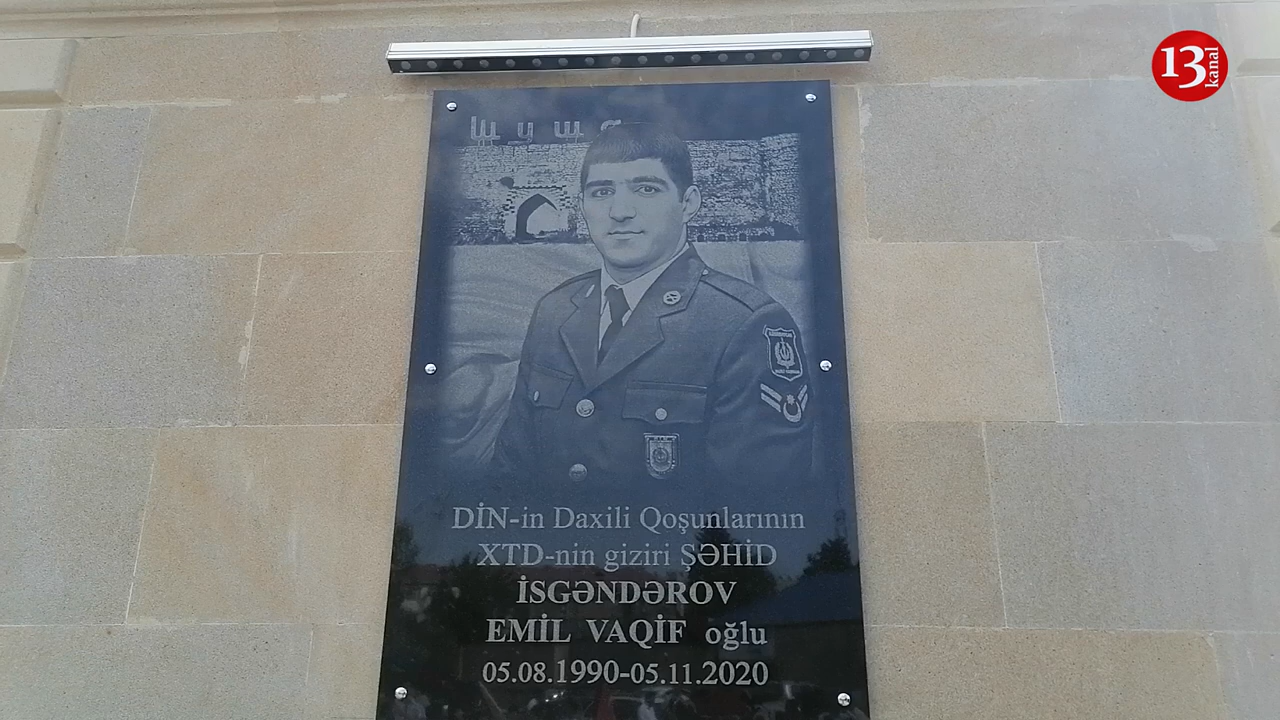 13
kanal
DİN-in Daxili Qoşunlarının
XTD-nin giziri ŞƏHİD
İSGƏNDƏROV
EMİL VAQİF oğlu
05.08.1990-05.11.2020